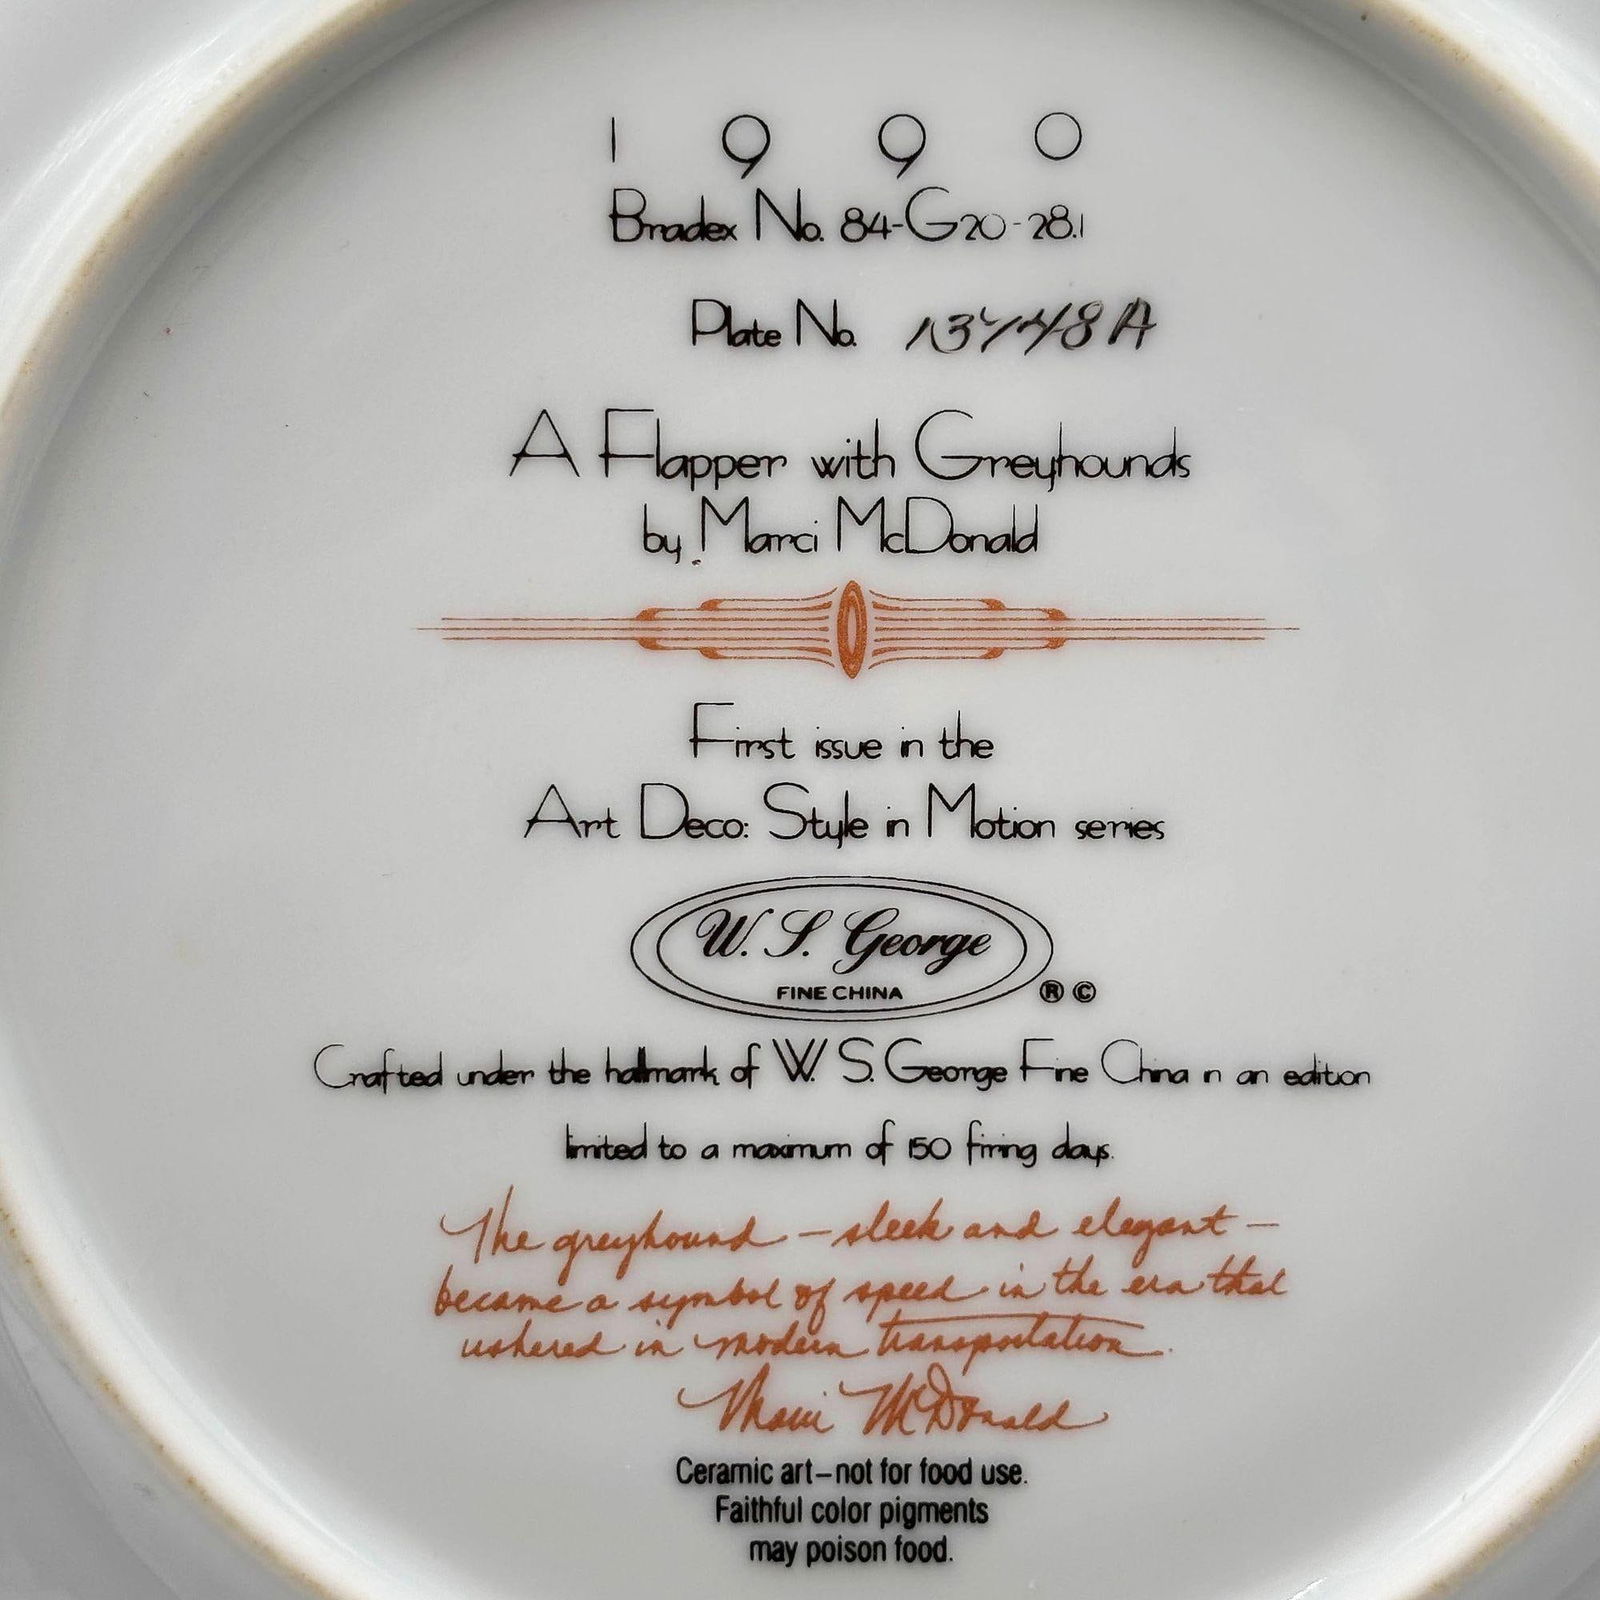 1990
Bradex No. 84-G20-28.1
Plate No. 13448A
A Flapper with Greyhounds
by Marci McDonald
First issue in the
Art Deco: Style in Motion series
W. S. George
FINE CHINA ® ©
Crafted under the hallmark of W. S. George Fine China in an edition
limited to a maximum of 150 firing days.
The greyhound — sleek and elegant —
became a symbol of speed in the era that
ushered in modern transportation.
Marci McDonald
Ceramic art–not for food use.
Faithful color pigments
may poison food.